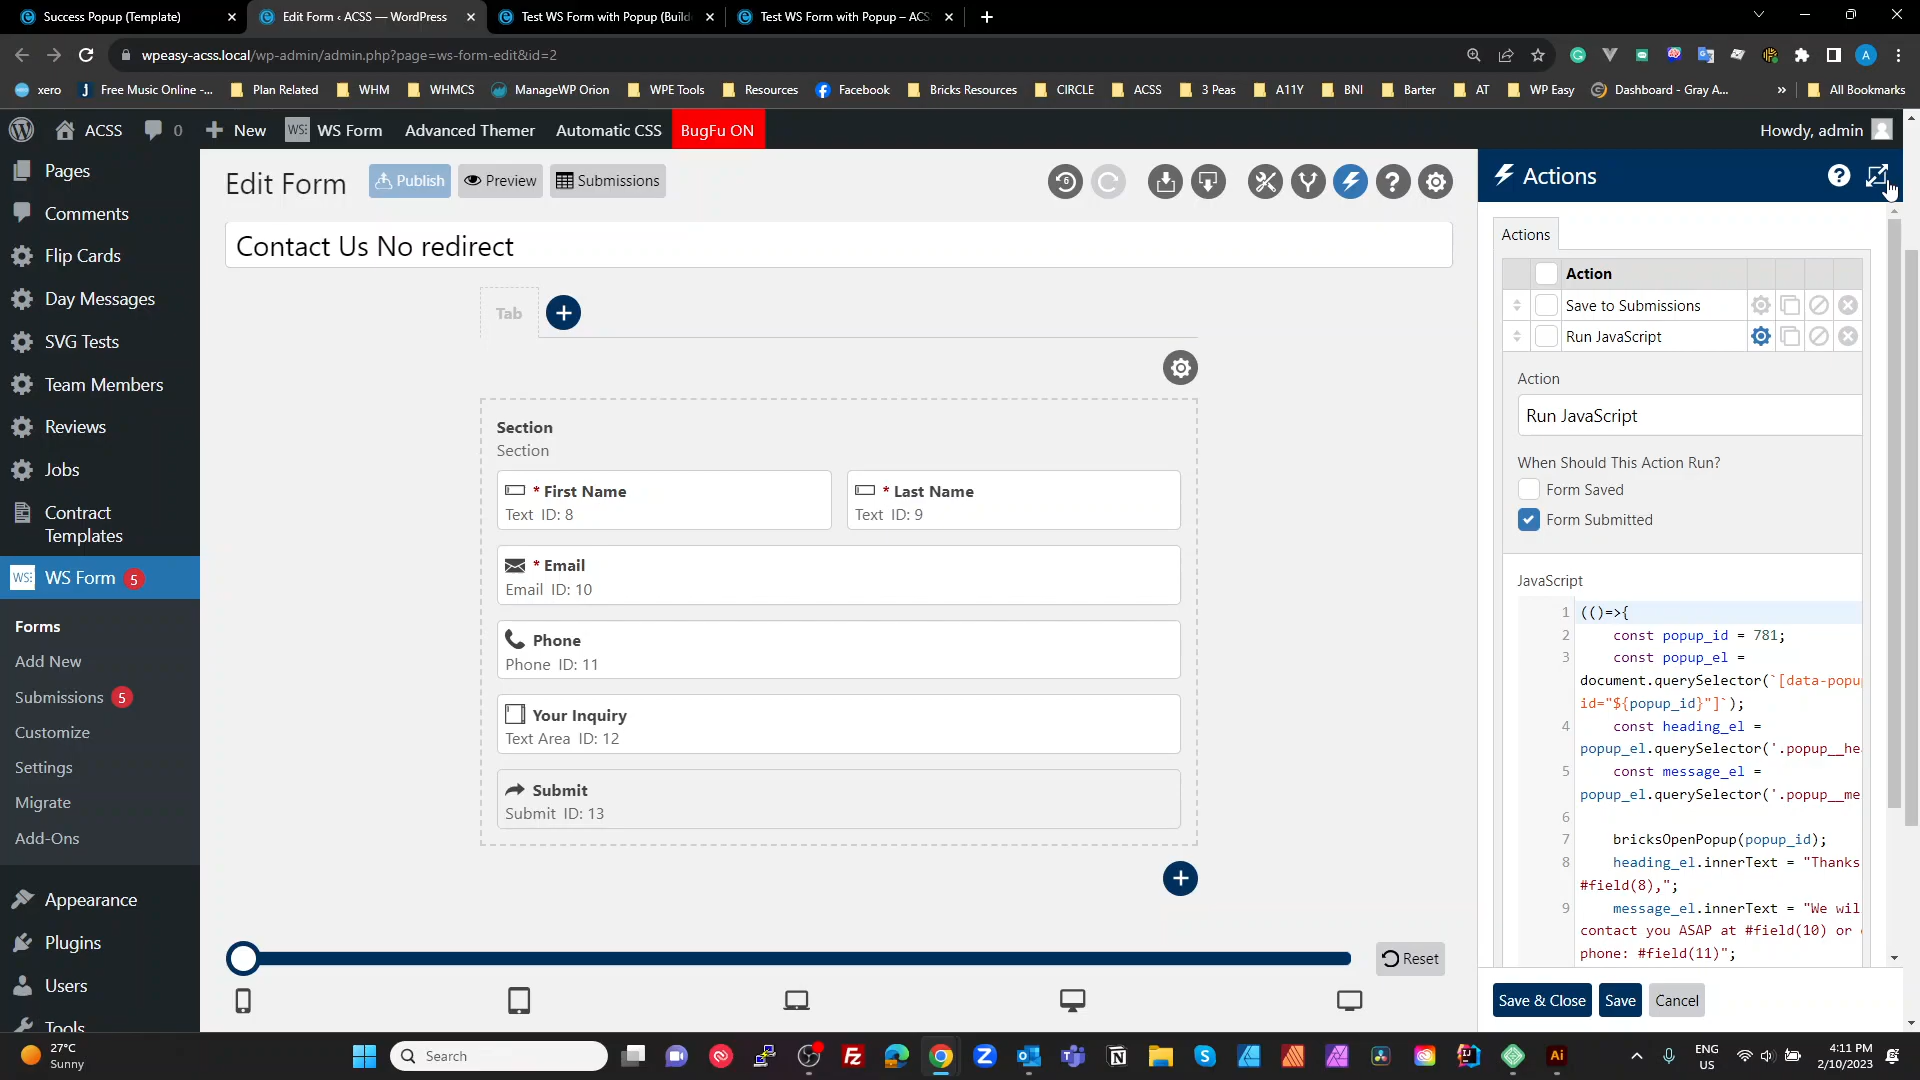 Success Popup (Template)
Edit Form ‹ ACSS — WordPress
Test WS Form with Popup (Build
Test WS Form with Popup – ACS
wpeasy-acss.local/wp-admin/admin.php?page=ws-form-edit&id=2
xero
Free Music Online -...
Plan Related
WHM
WHMCS
ManageWP Orion
WPE Tools
Resources
Facebook
Bricks Resources
CIRCLE
ACSS
3 Peas
A11Y
BNI
Barter
AT
WP Easy
Dashboard - Gray A...
»
All Bookmarks
ACSS
0
New
WS Form
Advanced Themer
Automatic CSS
BugFu ON
Howdy, admin
Pages
Comments
Flip Cards
Day Messages
SVG Tests
Team Members
Reviews
Jobs
Contract
Templates
WS Form 5
Forms
Add New
Submissions 5
Customize
Settings
Migrate
Add-Ons
Appearance
Plugins
Users
Tools
Edit Form
Publish
Preview
Submissions
6
Contact Us No redirect
Tab
Section
Section
* First Name
Text ID: 8
* Last Name
Text ID: 9
* Email
Email ID: 10
Phone
Phone ID: 11
Your Inquiry
Text Area ID: 12
Submit
Submit ID: 13
Reset
Actions
Actions
Action
Save to Submissions
Run JavaScript
Action
Run JavaScript
When Should This Action Run?
Form Saved
Form Submitted
JavaScript
1 (()=>{
2 const popup_id = 781;
3 const popup_el =
document.querySelector(`[data-popu
id="${popup_id}"]`);
4 const heading_el =
popup_el.querySelector('.popup__he
5 const message_el =
popup_el.querySelector('.popup__me
6
7 bricksOpenPopup(popup_id);
8 heading_el.innerText = "Thanks
#field(8),";
9 message_el.innerText = "We wil
contact you ASAP at #field(10) or
phone: #field(11)";
Save & Close
Save
Cancel
27°C
Sunny
Search
ENG
US
4:11 PM
2/10/2023